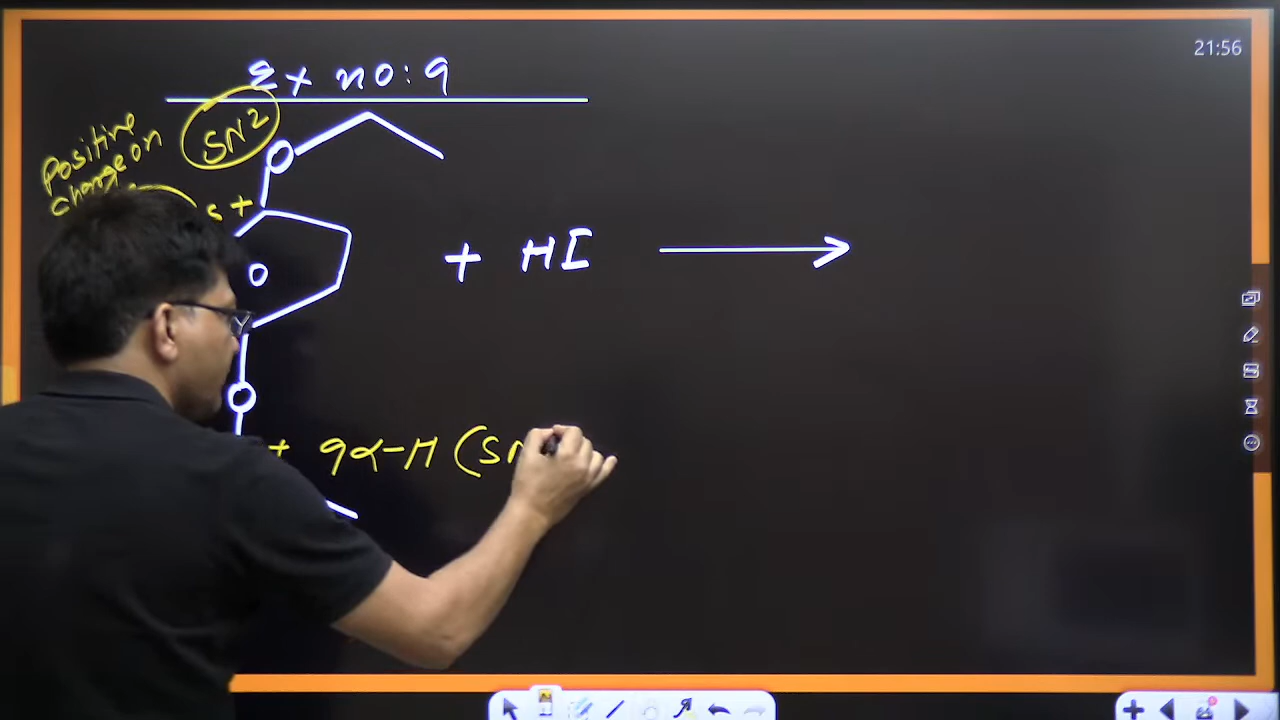 21:56
Ex no: 9
Positive
charge on
SN2
O
δ+
+ HI
O
O
+ 9α-H (SN